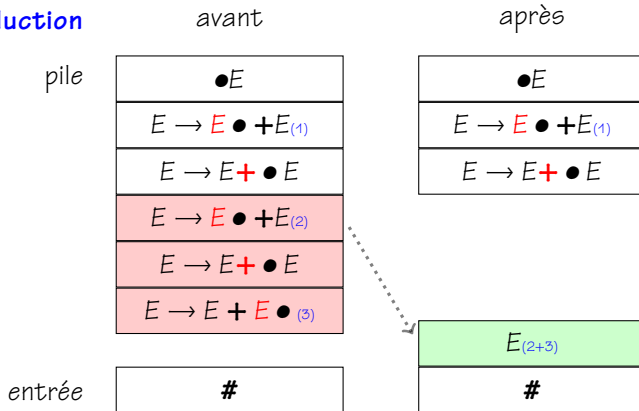 duction avant après
pile ●E ●E
E → E ● +E(1) E → E ● +E(1)
E → E+ ● E E → E+ ● E
E → E ● +E(2)
E → E+ ● E
E → E + E ● (3)
E(2+3)
entrée # #